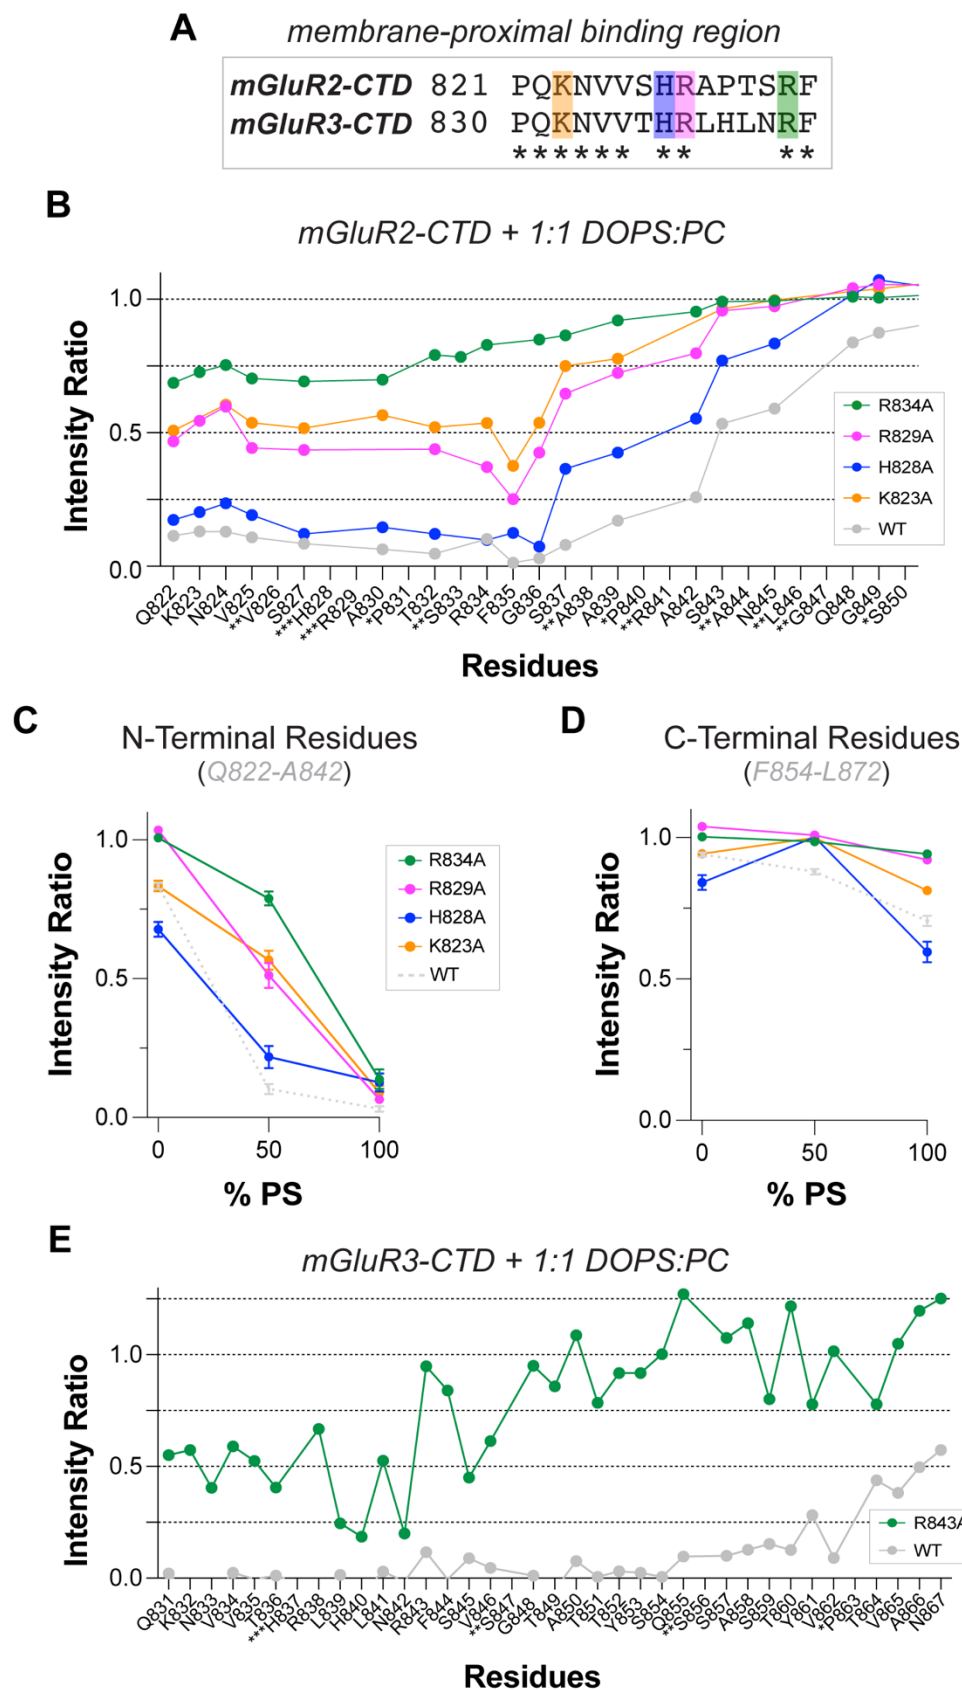 A
membrane-proximal binding region
mGluR2-CTD 821 PQKNVVSHRAPTSRF
mGluR3-CTD 830 PQKNVVTHRLHLNRF
****** ** **
B
mGluR2-CTD + 1:1 DOPS:PC
Intensity Ratio
1.0
0.5
0.0
R834A
R829A
H828A
K823A
WT
Q822
K823
N824
V825
**V826
S827
***H828
***R829
A830
*P831
T832
**S833
R834
F835
G836
S837
**A838
A839
*P840
**R841
A842
S843
**A844
N845
**L846
**G847
Q848
G849
*S850
Residues
C
N-Terminal Residues
(Q822-A842)
Intensity Ratio
1.0
0.5
0.0
0
50
100
% PS
R834A
R829A
H828A
K823A
WT
D
C-Terminal Residues
(F854-L872)
Intensity Ratio
1.0
0.5
0.0
0
50
100
% PS
E
mGluR3-CTD + 1:1 DOPS:PC
Intensity Ratio
1.0
0.5
0.0
R843A
WT
Q831
K832
N833
V834
V835
T836
***H837
R838
L839
H840
L841
N842
R843
F844
S845
V846
**S847
G848
T849
A850
T851
T852
Y853
S854
Q855
**S856
S857
A858
S859
T860
Y861
V862
*P863
T864
V865
A866
N867
Residues